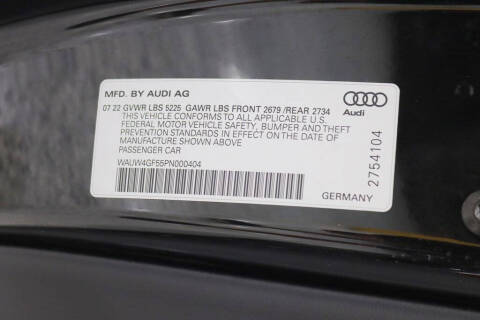 MFD. BY AUDI AG
07 22 GVWR LBS 5225 GAWR LBS FRONT 2679 /REAR 2734
THIS VEHICLE CONFORMS TO ALL APPLICABLE U.S.
FEDERAL MOTOR VEHICLE SAFETY, BUMPER AND THEFT
PREVENTION STANDARDS IN EFFECT ON THE DATE OF
MANUFACTURE SHOWN ABOVE
PASSENGER CAR
WAUW4GF55PN000404
Audi
2754104
GERMANY